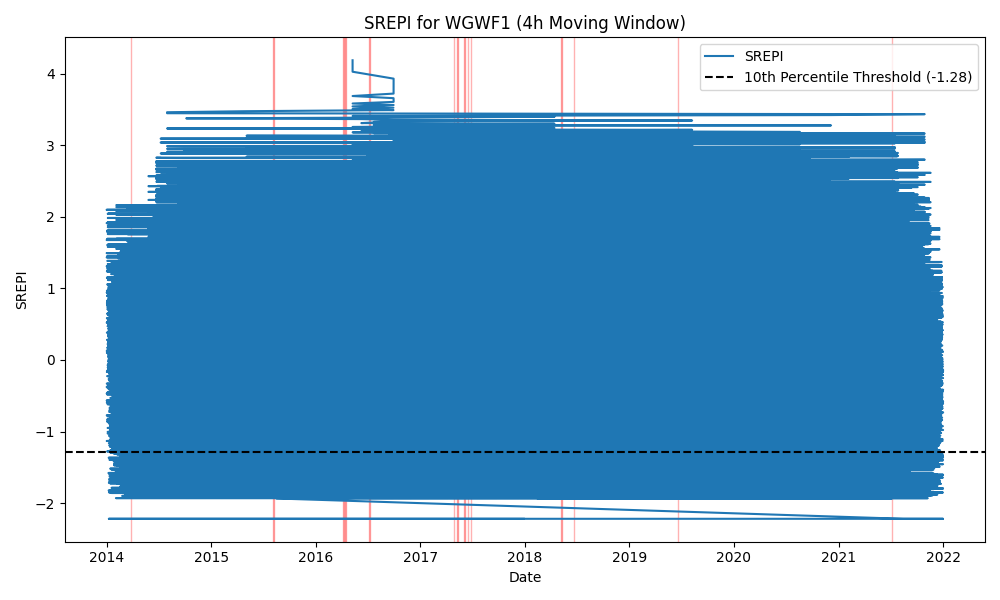 SREPI for WGWF1 (4h Moving Window)
SREPI
10th Percentile Threshold (-1.28)
SREPI
4
3
2
1
0
−1
−2
2014 2015 2016 2017 2018 2019 2020 2021 2022
Date